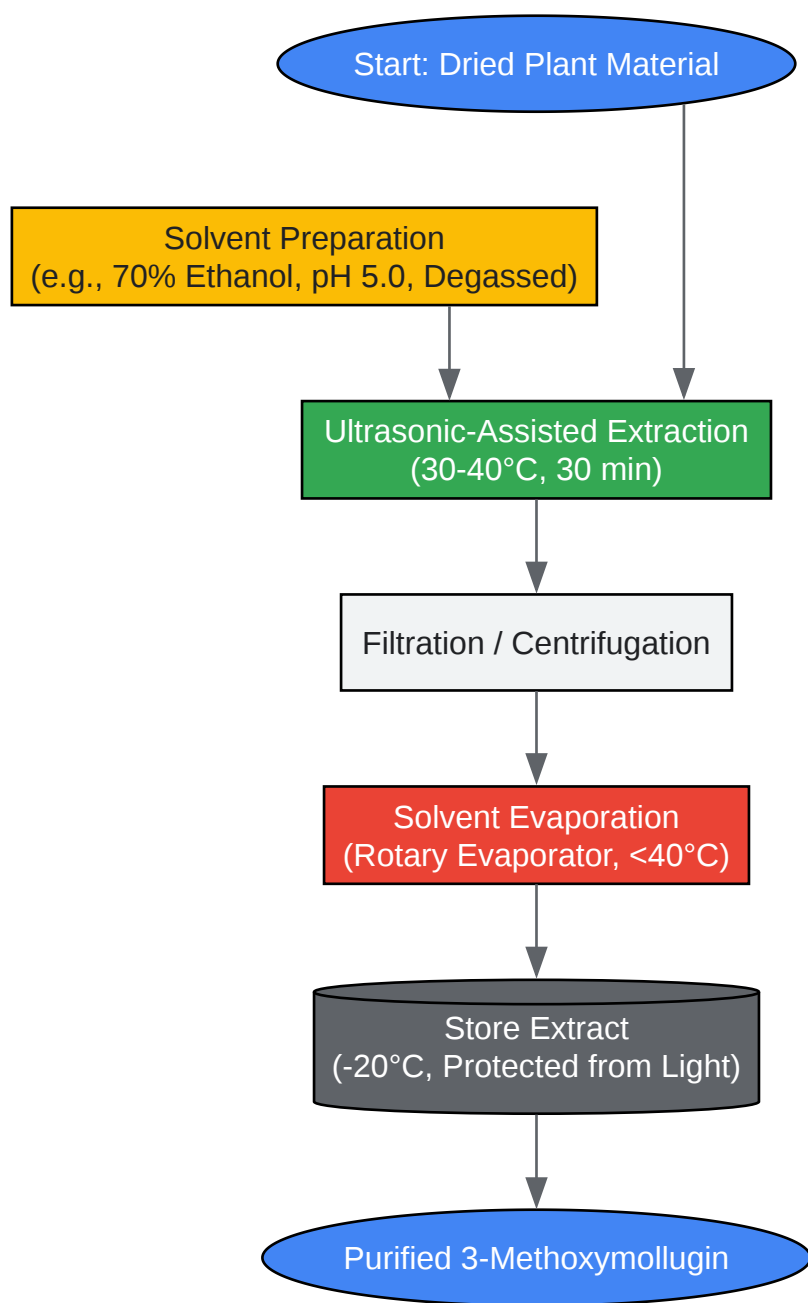 Start: Dried Plant Material
Solvent Preparation
(e.g., 70% Ethanol, pH 5.0, Degassed)
Ultrasonic-Assisted Extraction
(30-40°C, 30 min)
Filtration / Centrifugation
Solvent Evaporation
(Rotary Evaporator, <40°C)
Store Extract
(-20°C, Protected from Light)
Purified 3-Methoxymollugin